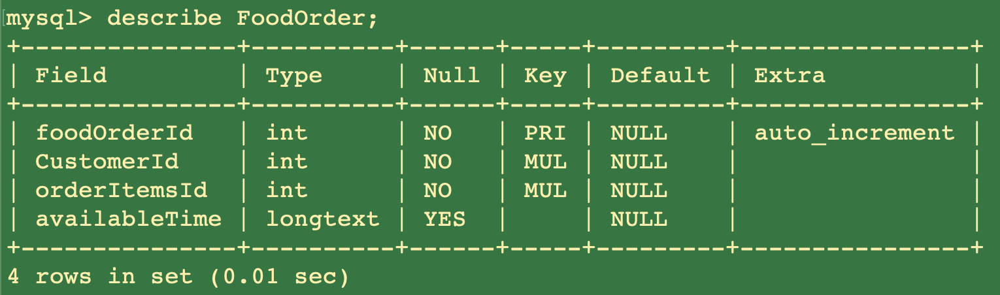 mysql> describe FoodOrder;
+---------------+----------+------+-----+---------+----------------+
| Field         | Type     | Null | Key | Default | Extra          |
+---------------+----------+------+-----+---------+----------------+
| foodOrderId   | int      | NO   | PRI | NULL    | auto_increment |
| CustomerId    | int      | NO   | MUL | NULL    |                |
| orderItemsId  | int      | NO   | MUL | NULL    |                |
| availableTime | longtext | YES  |     | NULL    |                |
+---------------+----------+------+-----+---------+----------------+
4 rows in set (0.01 sec)